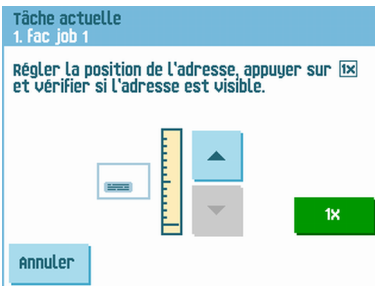 Tâche actuelle
1. Fac job 1
Régler la position de l'adresse, appuyer sur 1x
et vérifier si l'adresse est visible.
1x
Annuler